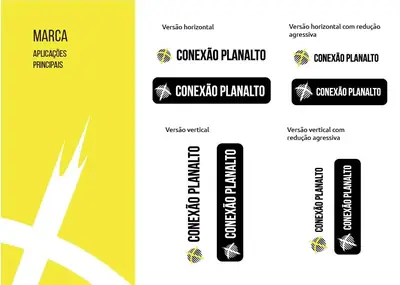 MARCA
APLICAÇÕES
PRINCIPAIS
Versão horizontal
CONEXÃO PLANALTO
CONEXÃO PLANALTO
Versão horizontal com redução
agressiva
CONEXÃO PLANALTO
CONEXÃO PLANALTO
Versão vertical
CONEXÃO PLANALTO
CONEXÃO PLANALTO
Versão vertical com
redução agressiva
CONEXÃO PLANALTO
CONEXÃO PLANALTO